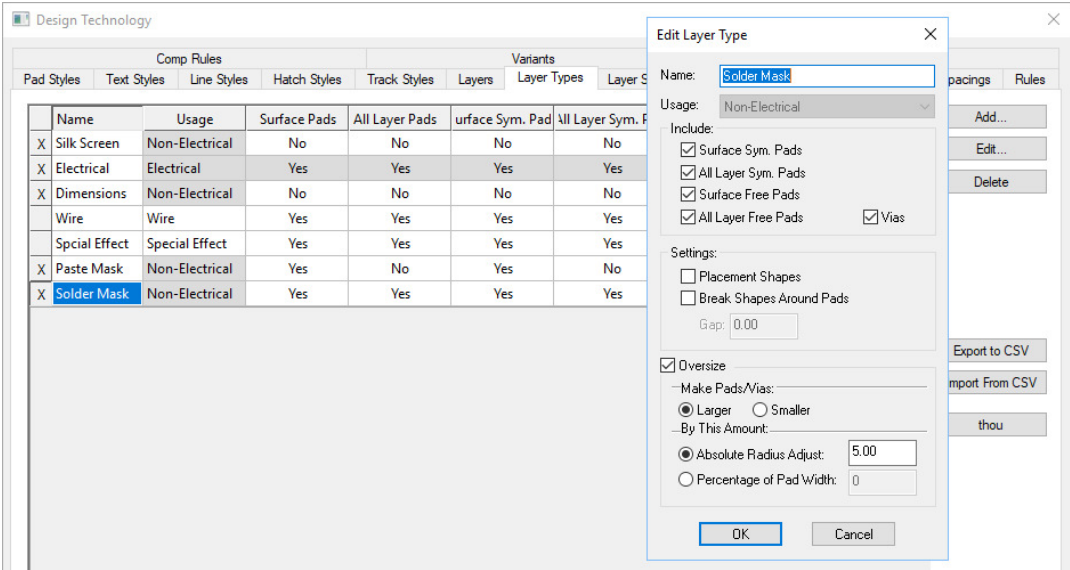 Design Technology
Comp Rules Variants
Pad Styles Text Styles Line Styles Hatch Styles Track Styles Layers Layer Types Layer S pacings Rules
Name Usage Surface Pads All Layer Pads urface Sym. Pad All Layer Sym. P
X Silk Screen Non-Electrical No No No No
X Electrical Electrical Yes Yes Yes Yes
X Dimensions Non-Electrical No No No No
Wire Wire Yes Yes Yes Yes
Spcial Effect Special Effect Yes Yes Yes Yes
X Paste Mask Non-Electrical Yes No Yes No
X Solder Mask Non-Electrical Yes Yes Yes Yes
Edit Layer Type
Name: Solder Mask
Usage: Non-Electrical
Include:
Surface Sym. Pads
All Layer Sym. Pads
Surface Free Pads
All Layer Free Pads Vias
Settings:
Placement Shapes
Break Shapes Around Pads
Gap: 0.00
Oversize
Make Pads/Vias:
Larger Smaller
By This Amount:
Absolute Radius Adjust: 5.00
Percentage of Pad Width: 0
OK Cancel
Add...
Edit...
Delete
Export to CSV
mport From CSV
thou